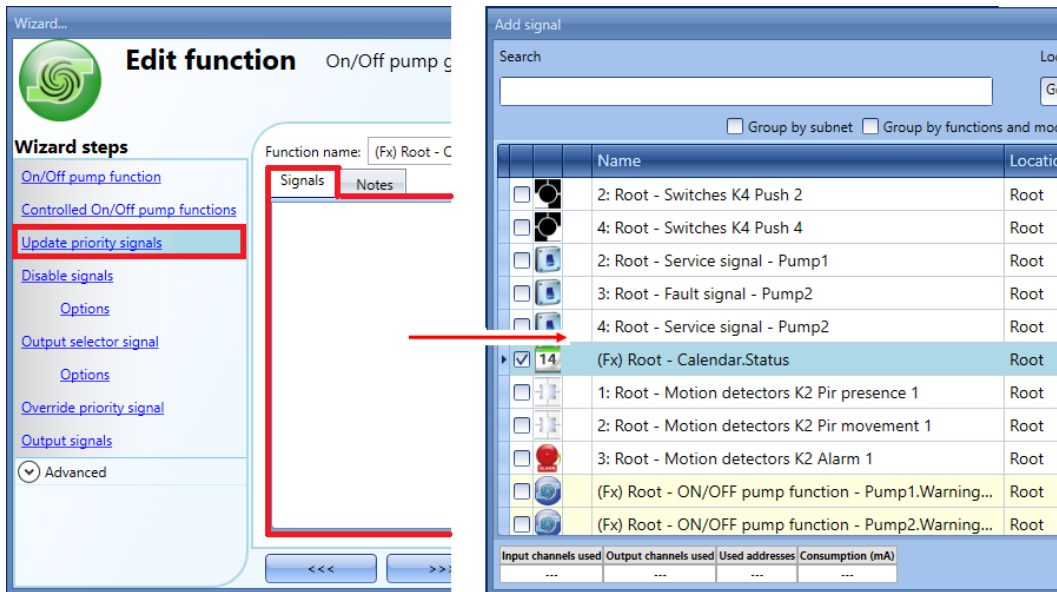 Wizard...
Edit function On/Off pump g
Wizard steps
On/Off pump function
Controlled On/Off pump functions
Update priority signals
Disable signals
Options
Output selector signal
Options
Override priority signal
Output signals
Advanced
Function name: (Fx) Root - C
Signals Notes
<<< >>>
Add signal
Search Lo
G
Group by subnet Group by functions and mo
Name Locatio
2: Root - Switches K4 Push 2 Root
4: Root - Switches K4 Push 4 Root
2: Root - Service signal - Pump1 Root
3: Root - Fault signal - Pump2 Root
4: Root - Service signal - Pump2 Root
14 (Fx) Root - Calendar.Status Root
1: Root - Motion detectors K2 Pir presence 1 Root
2: Root - Motion detectors K2 Pir movement 1 Root
ALARM 3: Root - Motion detectors K2 Alarm 1 Root
(Fx) Root - ON/OFF pump function - Pump1.Warning... Root
(Fx) Root - ON/OFF pump function - Pump2.Warning... Root
Input channels used Output channels used Used addresses Consumption (mA)
--- --- --- ---